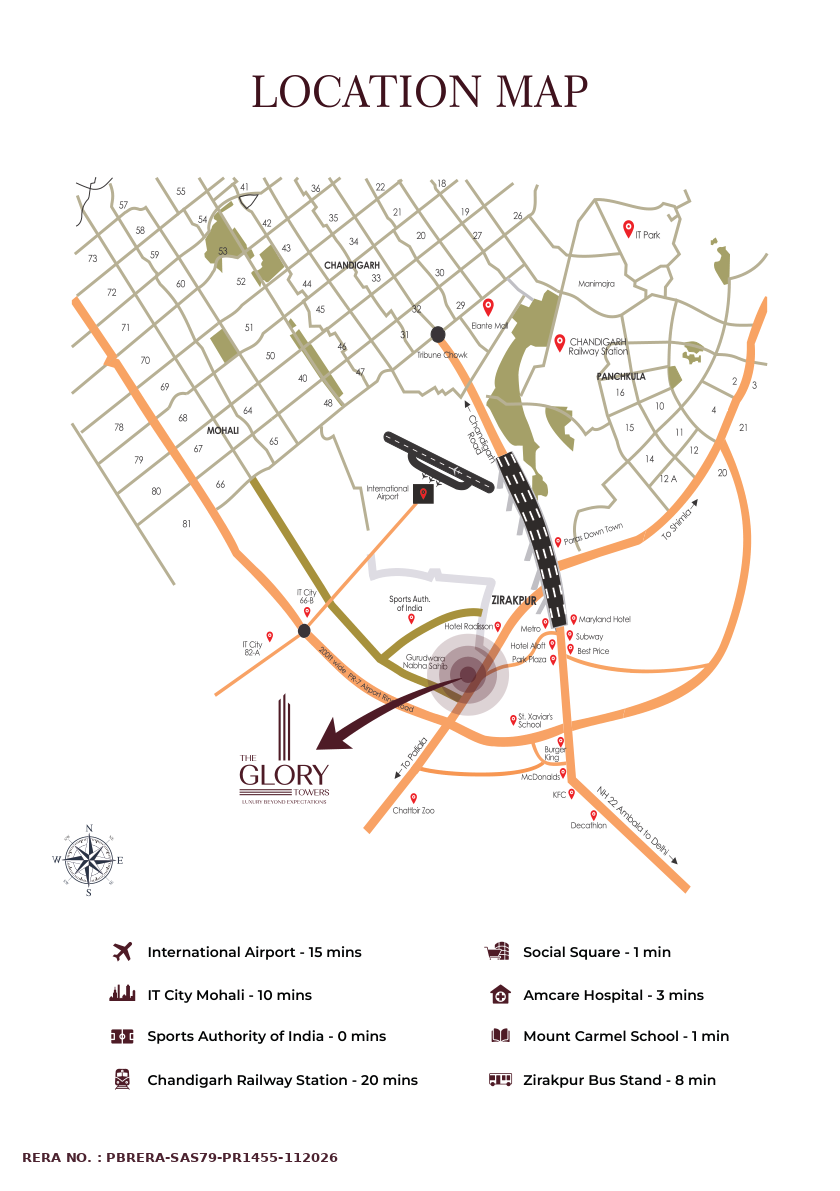 LOCATION MAP
41
55
36
22
18
57
54
42
35
21
19
26
58
53
43
34
20
27
IT Park
73
59
CHANDIGARH
33
30
72
60
52
44
Manimajra
45
32
29
Elante Mall
71
51
46
31
Tribune Chowk
CHANDIGARH
Railway Station
70
50
47
PANCHKULA
69
40
16
2
3
68
64
48
10
4
78
MOHALI
65
Chandigarh
Road
15
11
21
67
79
66
14
12
20
80
International
Airport
12 A
81
Paras Down Town
To Shimla
IT City
66-B
Sports Auth.
of India
ZIRAKPUR
Hotel Radisson
Metro
Maryland Hotel
Subway
IT City
82-A
Hotel Aloft
Best Price
Gurudwara
Nabha Sahib
Park Plaza
200ft wide PR-7 Airport Ring Road
St. Xaviar's
School
To Patiala
Burger
King
THE
GLORY
TOWERS
LUXURY BEYOND EXPECTATIONS
McDonalds
KFC
Chattbir Zoo
NH 22 Ambala to Delhi
Decathlon
N
W
E
S
International Airport - 15 mins
Social Square - 1 min
IT City Mohali - 10 mins
Amcare Hospital - 3 mins
Sports Authority of India - 0 mins
Mount Carmel School - 1 min
Chandigarh Railway Station - 20 mins
Zirakpur Bus Stand - 8 min
RERA NO. : PBRERA-SAS79-PR1455-112026